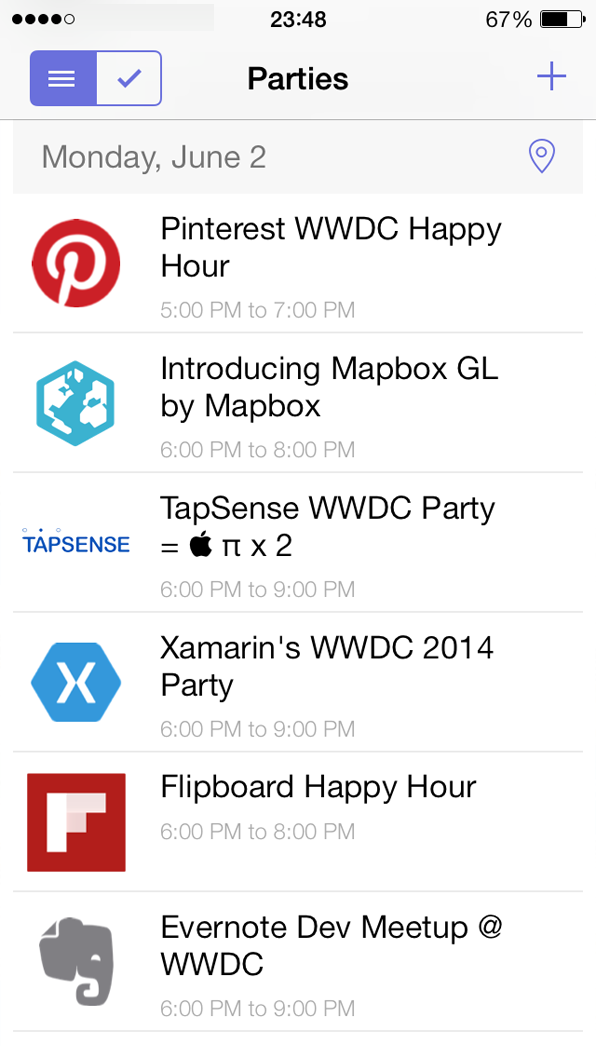 23:48
67%
Parties
Monday, June 2
Pinterest WWDC Happy
Hour
5:00 PM to 7:00 PM
Introducing Mapbox GL
by Mapbox
6:00 PM to 8:00 PM
TapSense WWDC Party
TAPSENSE
=  π x 2
6:00 PM to 9:00 PM
Xamarin's WWDC 2014
Party
6:00 PM to 9:00 PM
Flipboard Happy Hour
6:00 PM to 8:00 PM
Evernote Dev Meetup @
WWDC
6:00 PM to 9:00 PM